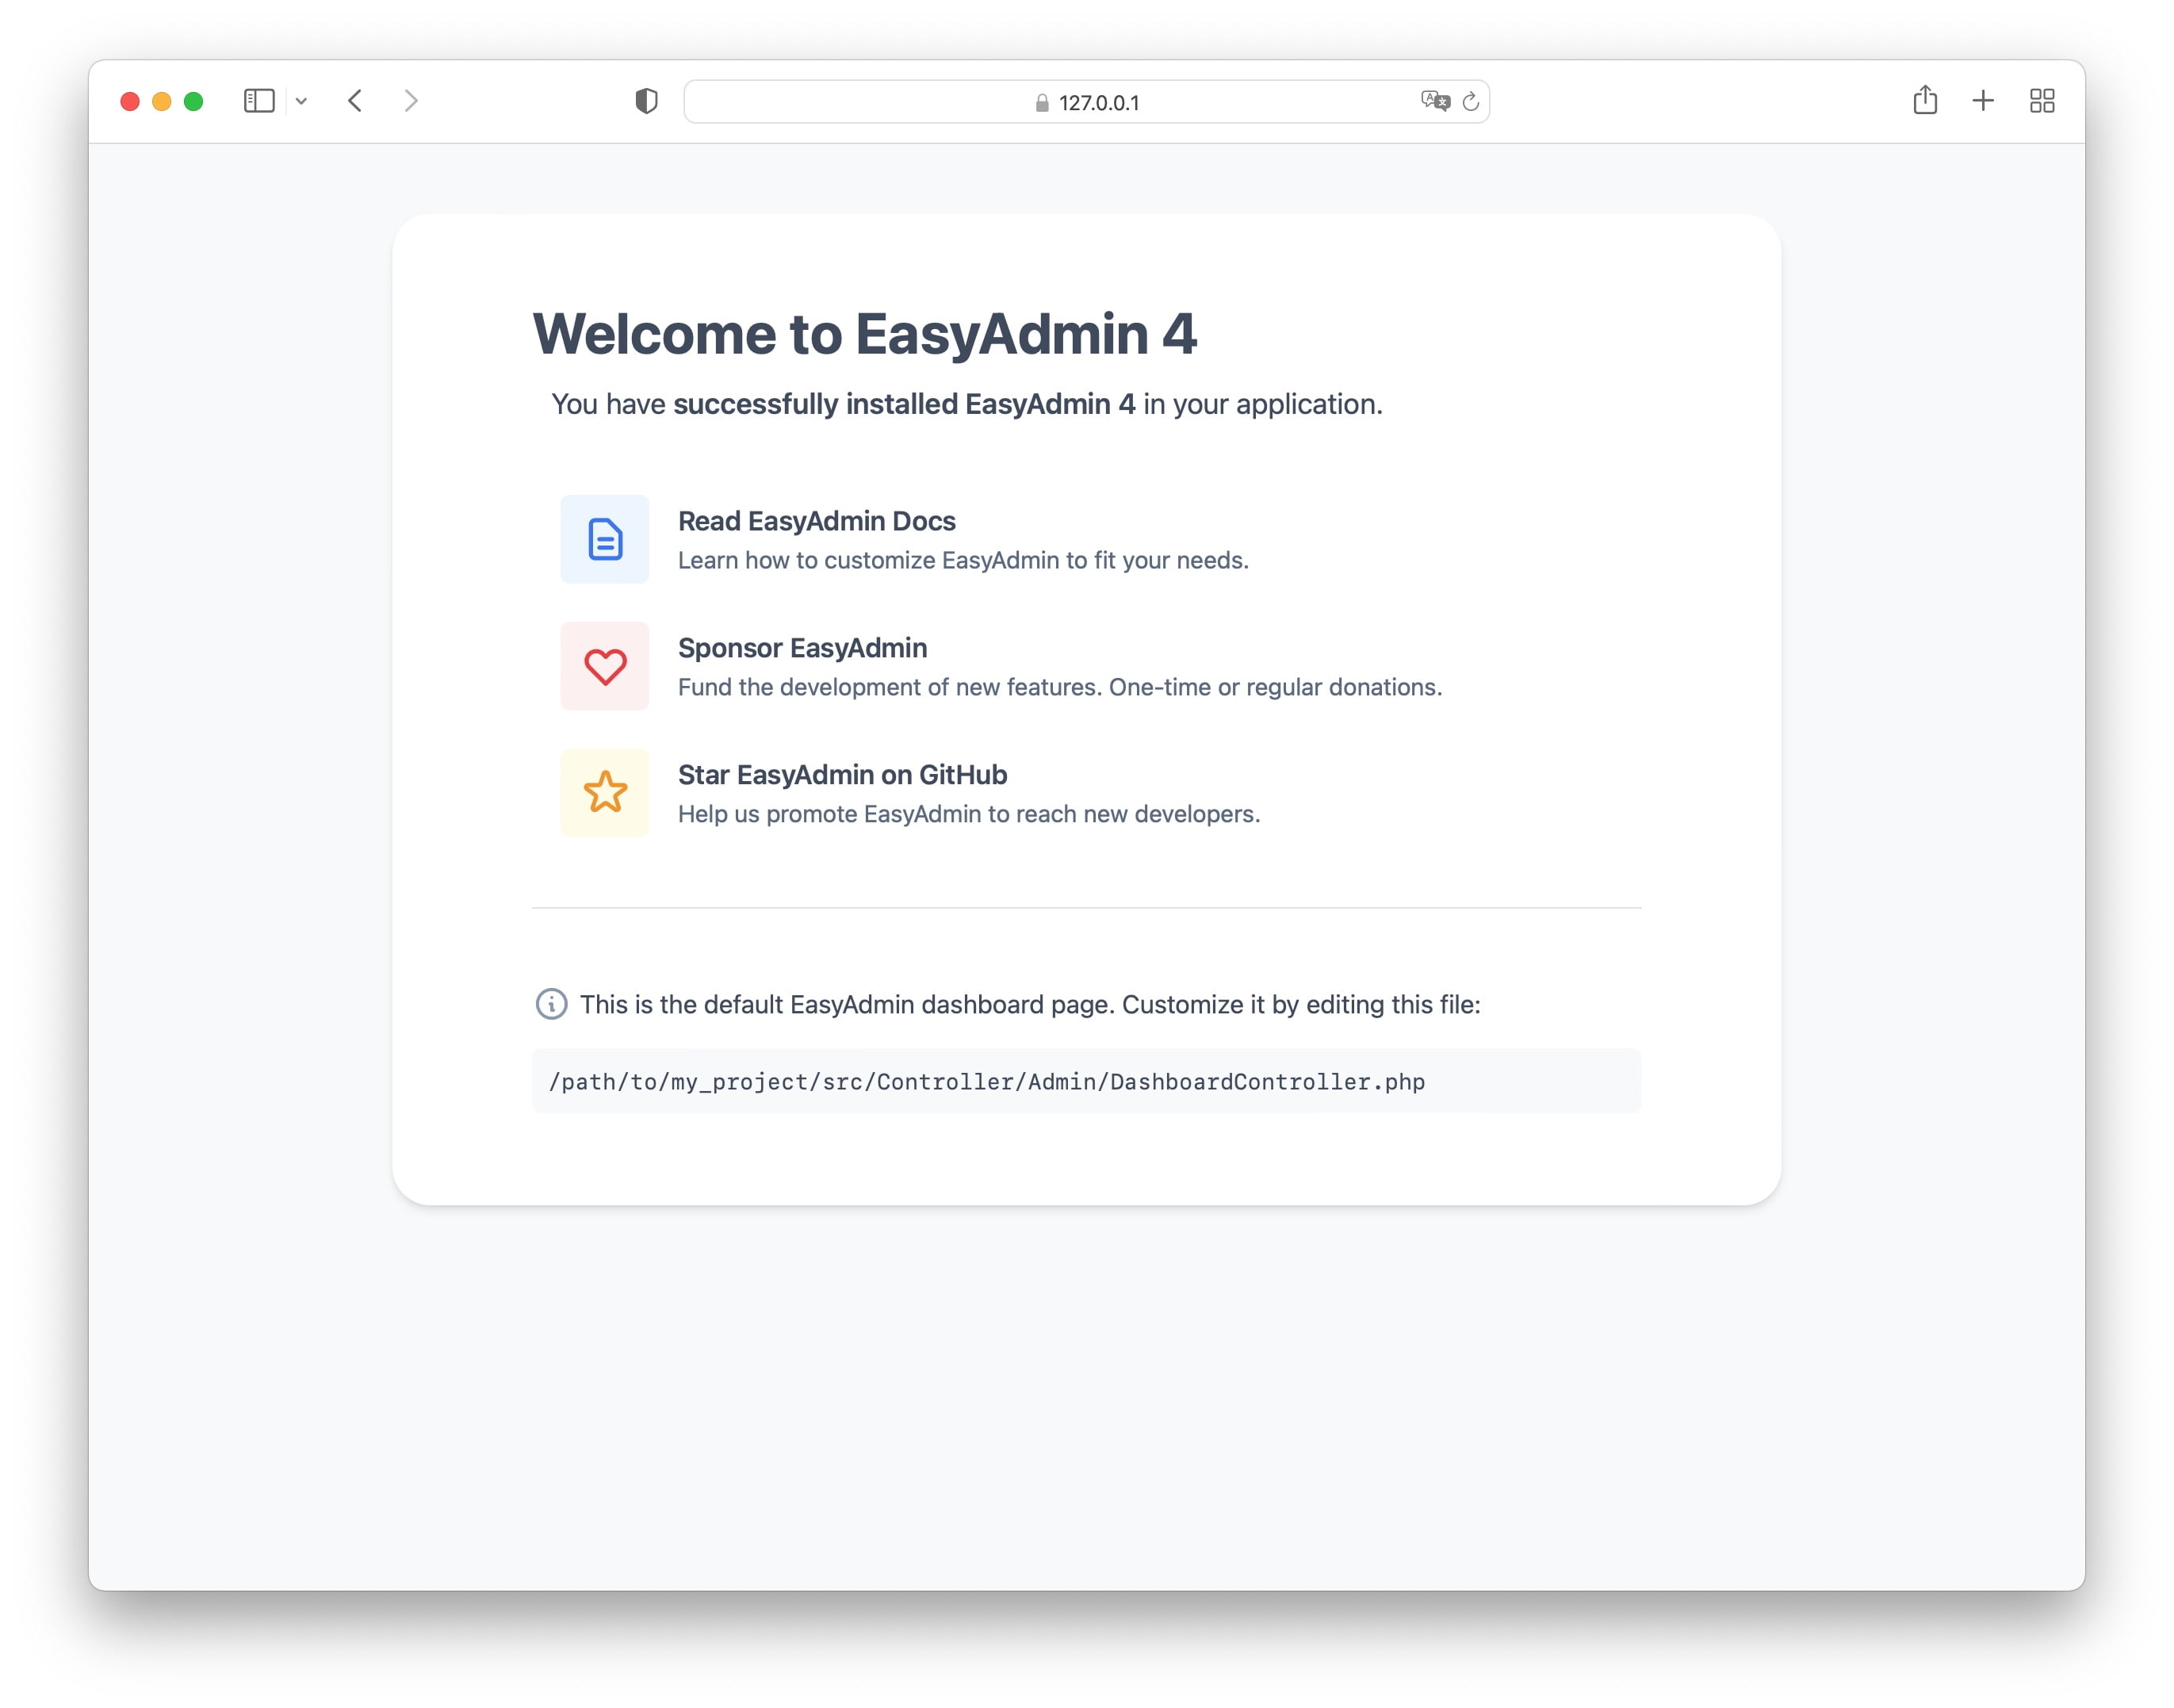 127.0.0.1
Welcome to EasyAdmin 4
You have successfully installed EasyAdmin 4 in your application.
Read EasyAdmin Docs
Learn how to customize EasyAdmin to fit your needs.
Sponsor EasyAdmin
Fund the development of new features. One-time or regular donations.
Star EasyAdmin on GitHub
Help us promote EasyAdmin to reach new developers.
This is the default EasyAdmin dashboard page. Customize it by editing this file:
/path/to/my_project/src/Controller/Admin/DashboardController.php